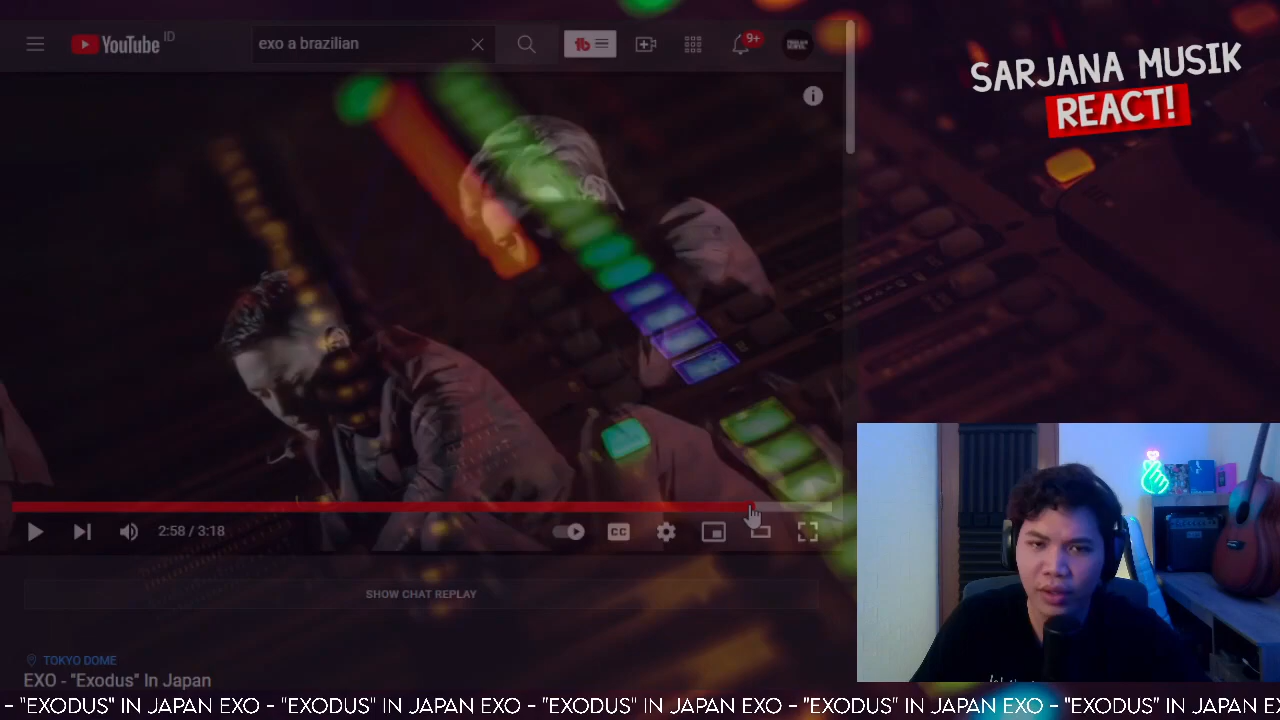 YouTube ID
exo a brazilian
9+
SARJANA MUSIK
REACT!
2:58 / 3:18
CC
SHOW CHAT REPLAY
TOKYO DOME
EXO - "Exodus" In Japan
- "EXODUS" IN JAPAN EXO - "EXODUS" IN JAPAN EXO - "EXODUS" IN JAPAN EXO - "EXODUS" IN JAPAN EXO - "EXODUS" IN JAPAN E